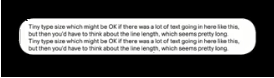 Tiny type size which might be OK if there was a lot of text going in here like this,
but then you'd have to think about the line length, which seems pretty long.
Tiny type size which might be OK if there was a lot of text going in here like this,
but then you'd have to think about the line length, which seems pretty long.